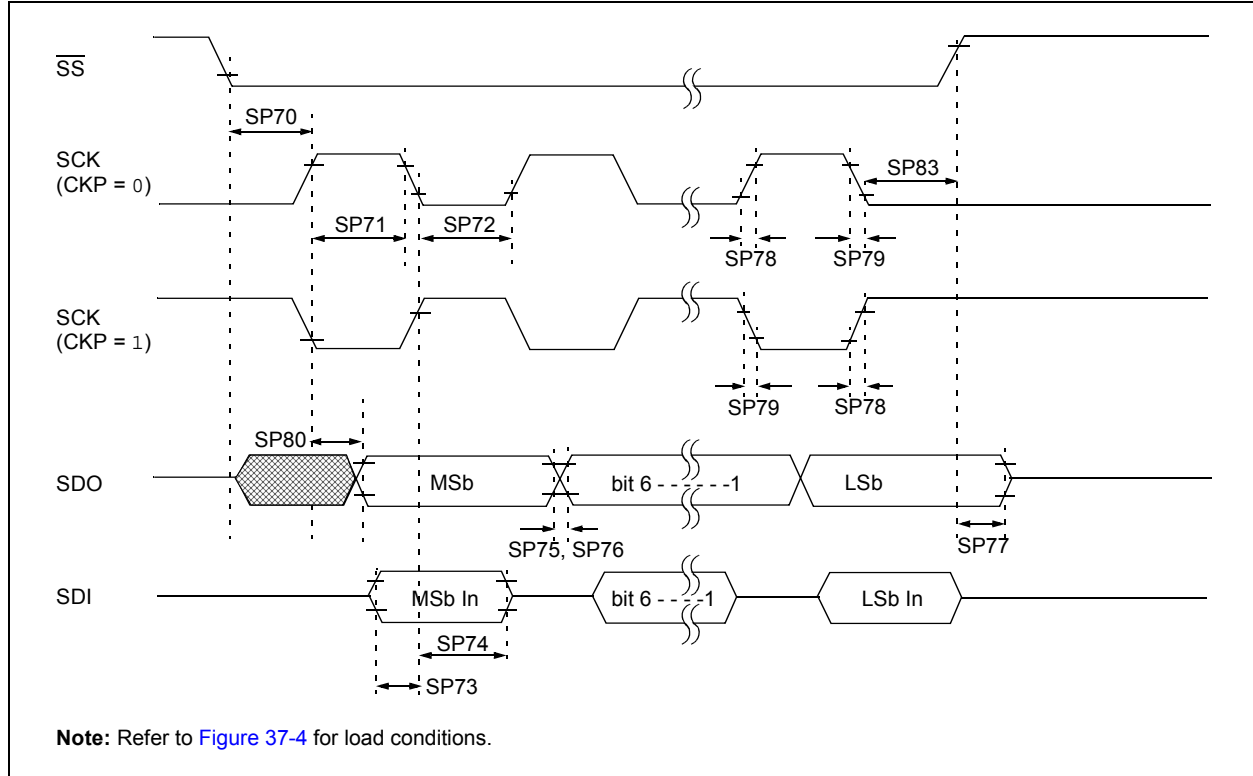 SS
SP70
SCK
(CKP = 0)
SP83
SP71
SP72
SP78
SP79
SCK
(CKP = 1)
SP79
SP78
SP80
SDO
MSb
bit 6 - - - - - -1
LSb
SP75, SP76
SP77
SDI
MSb In
bit 6 - - - -1
LSb In
SP74
SP73
Note: Refer to Figure 37-4 for load conditions.